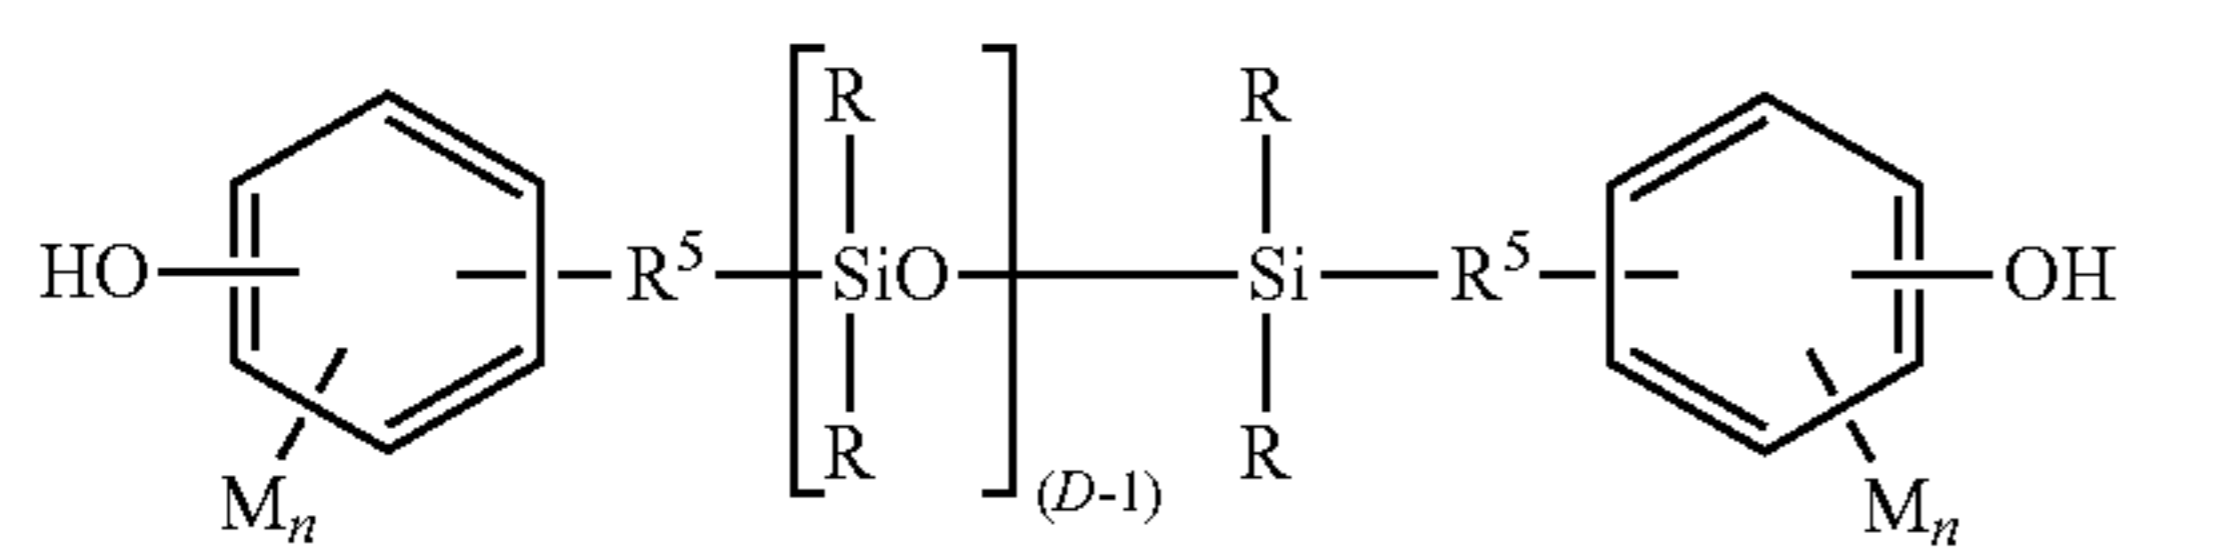 R R
HO R⁵ SiO Si R⁵ OH
R R
Mₙ (D-1) Mₙ